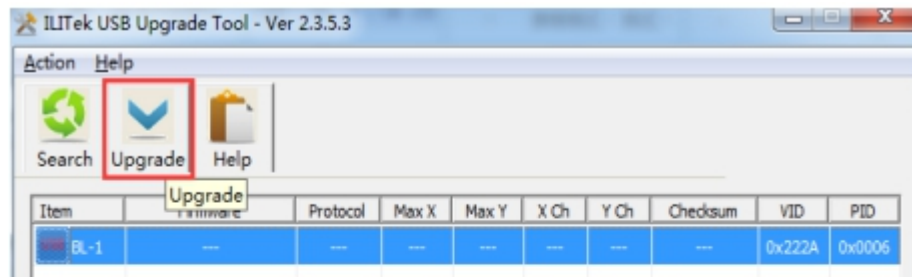 ILITek USB Upgrade Tool - Ver 2.3.5.3
Action Help
Search Upgrade Help
Upgrade
Item Firmware Protocol Max X Max Y X Ch Y Ch Checksum VID PID
BL-1 --- --- --- --- --- --- --- 0x222A 0x0006